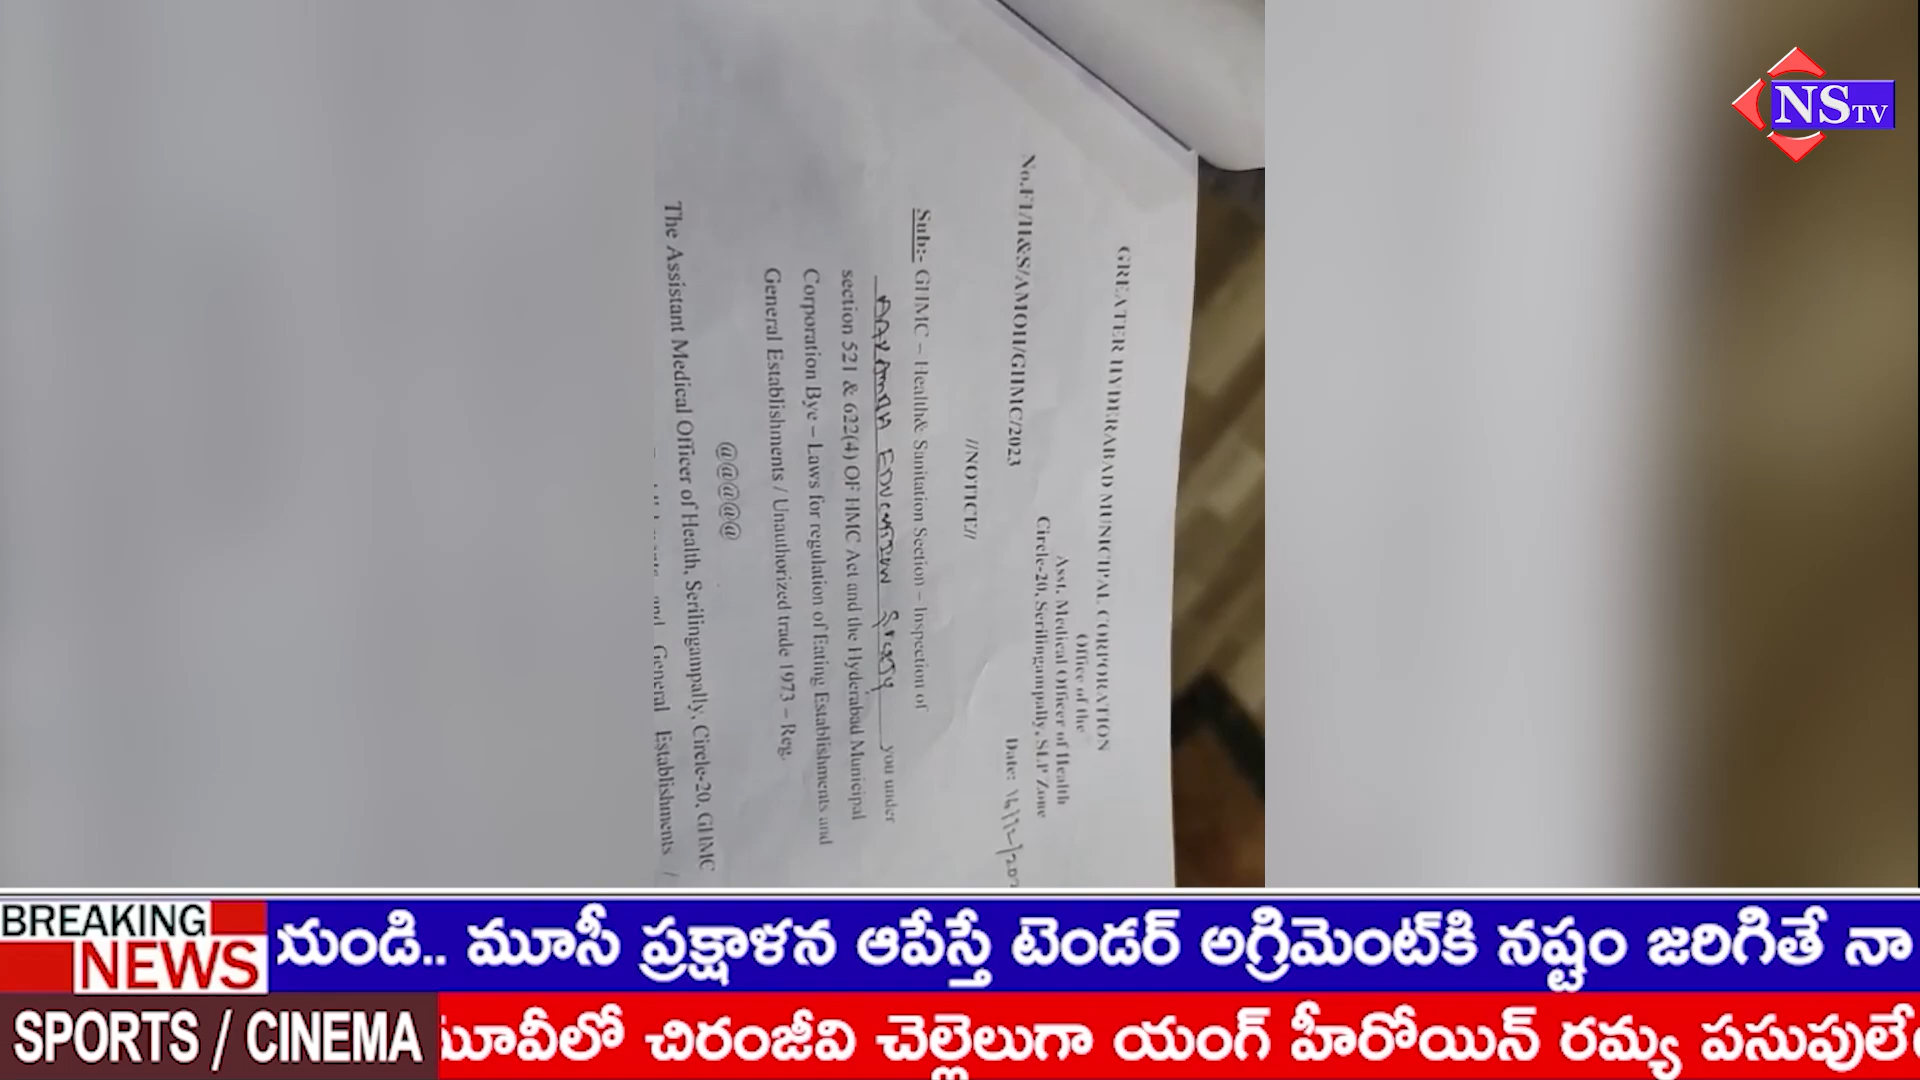 NS TV
GREATER HYDERABAD MUNICIPAL CORPORATION
Office of the
Asst. Medical Officer of Health
Circle-20, Serilingampally, SLP Zone
No.F1/H&S/AMOH/GHMC/2023
Date:
//NOTICE//
Sub:- GHMC – Health& Sanitation Section – Inspection of
EDUCATION you under
section 521 & 622(4) OF HMC Act and the Hyderabad Municipal
Corporation Bye – Laws for regulation of Eating Establishments and
General Establishments / Unauthorized trade 1973 – Reg.
@@@@@
The Assistant Medical Officer of Health, Serilingampally, Circle-20, GHMC
and General Establishments /
BREAKING NEWS
యండి.. మూసీ ప్రక్షాళన ఆపేస్తే టెండర్ అగ్రిమెంట్‌కి నష్టం జరిగితే నా
SPORTS / CINEMA
మూవీలో చిరంజీవి చెల్లెలుగా యంగ్ హీరోయిన్ రమ్య పసుపులే